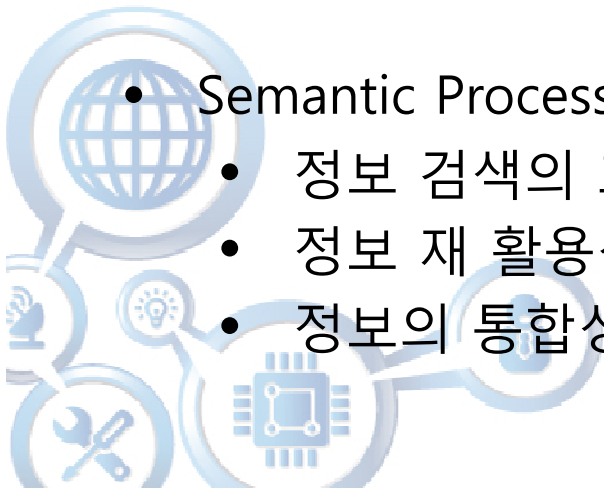 • Semantic Process
• 정보 검색의
• 정보 재 활용
• 정보의 통합